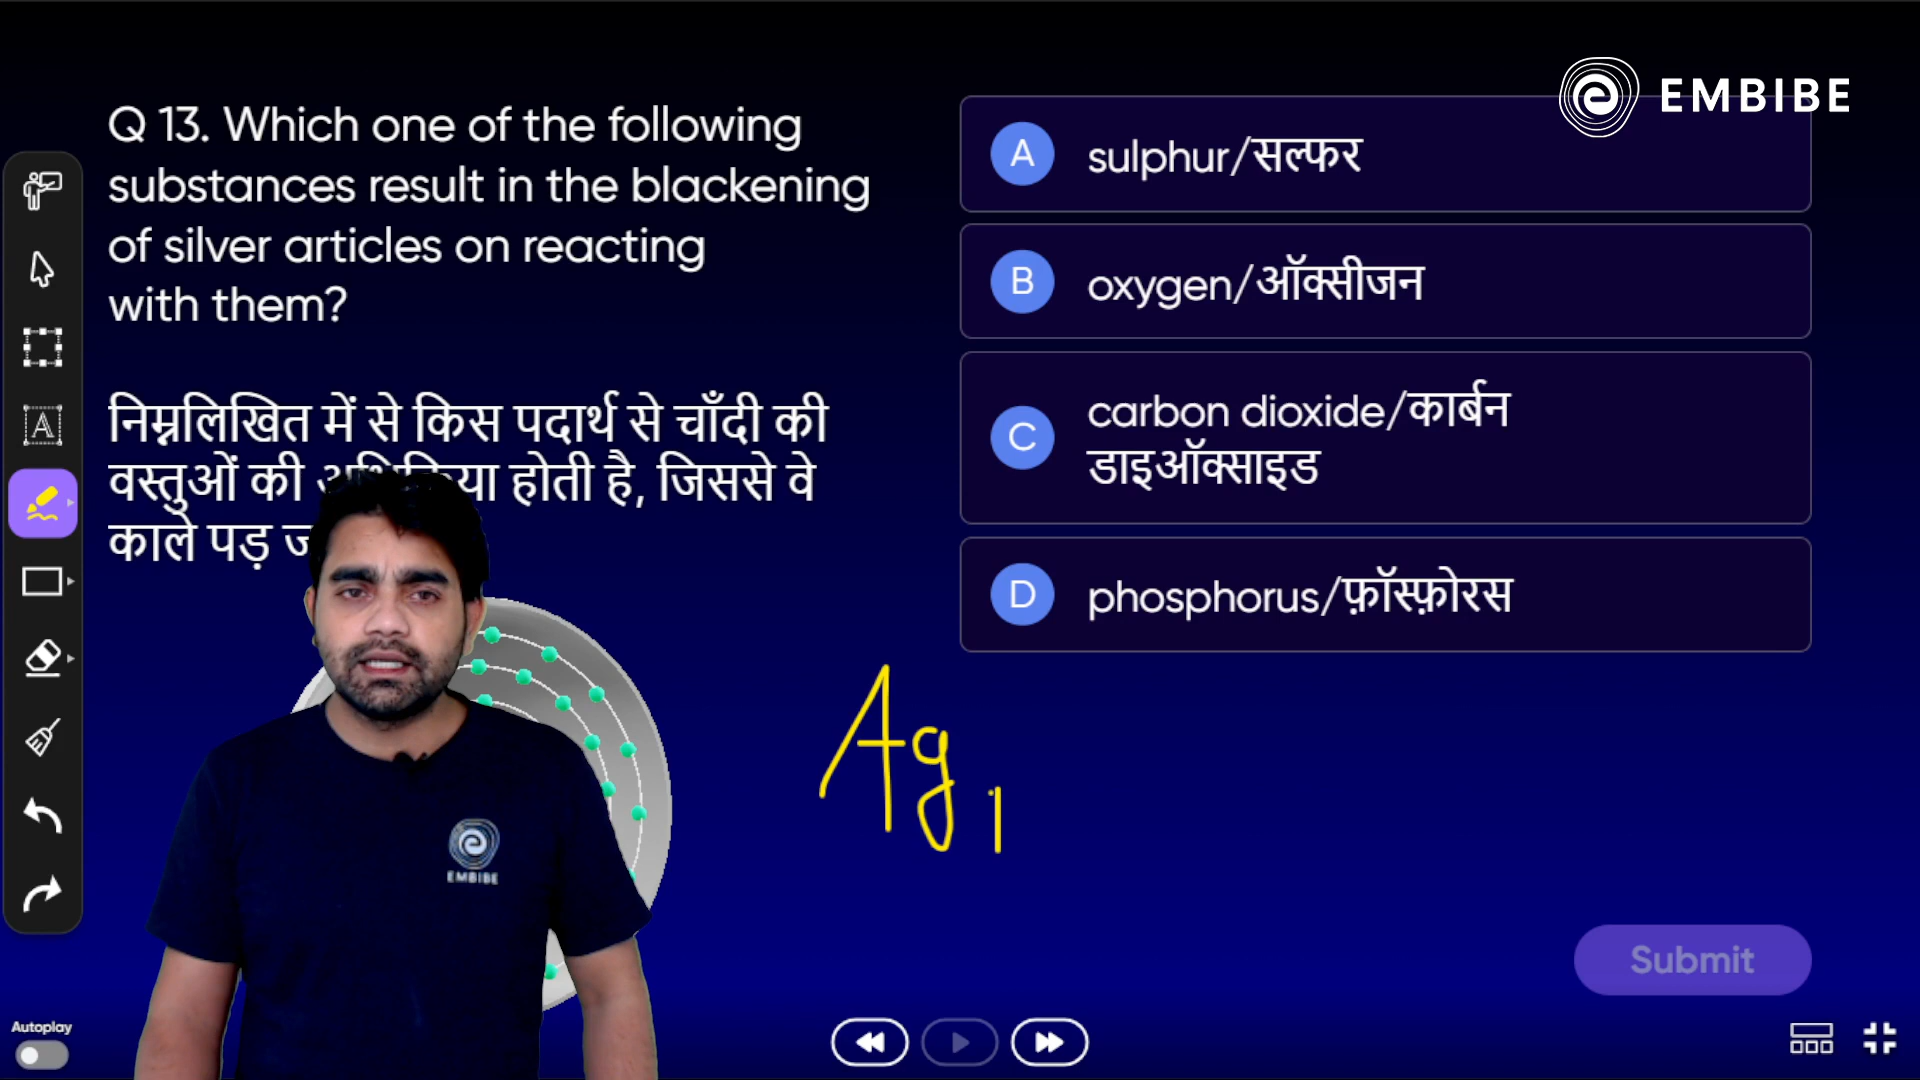 EMBIBE
Q 13. Which one of the following
substances result in the blackening
of silver articles on reacting
with them?
निम्नलिखित में से किस पदार्थ से चाँदी की
वस्तुओं की होती है, जिससे वे
काले पड़
A sulphur/सल्फर
B oxygen/ऑक्सीजन
C carbon dioxide/कार्बन
डाइऑक्साइड
D phosphorus/फ़ॉस्फ़ोरस
A
Ag 1
EMBIBE
Submit
Autoplay